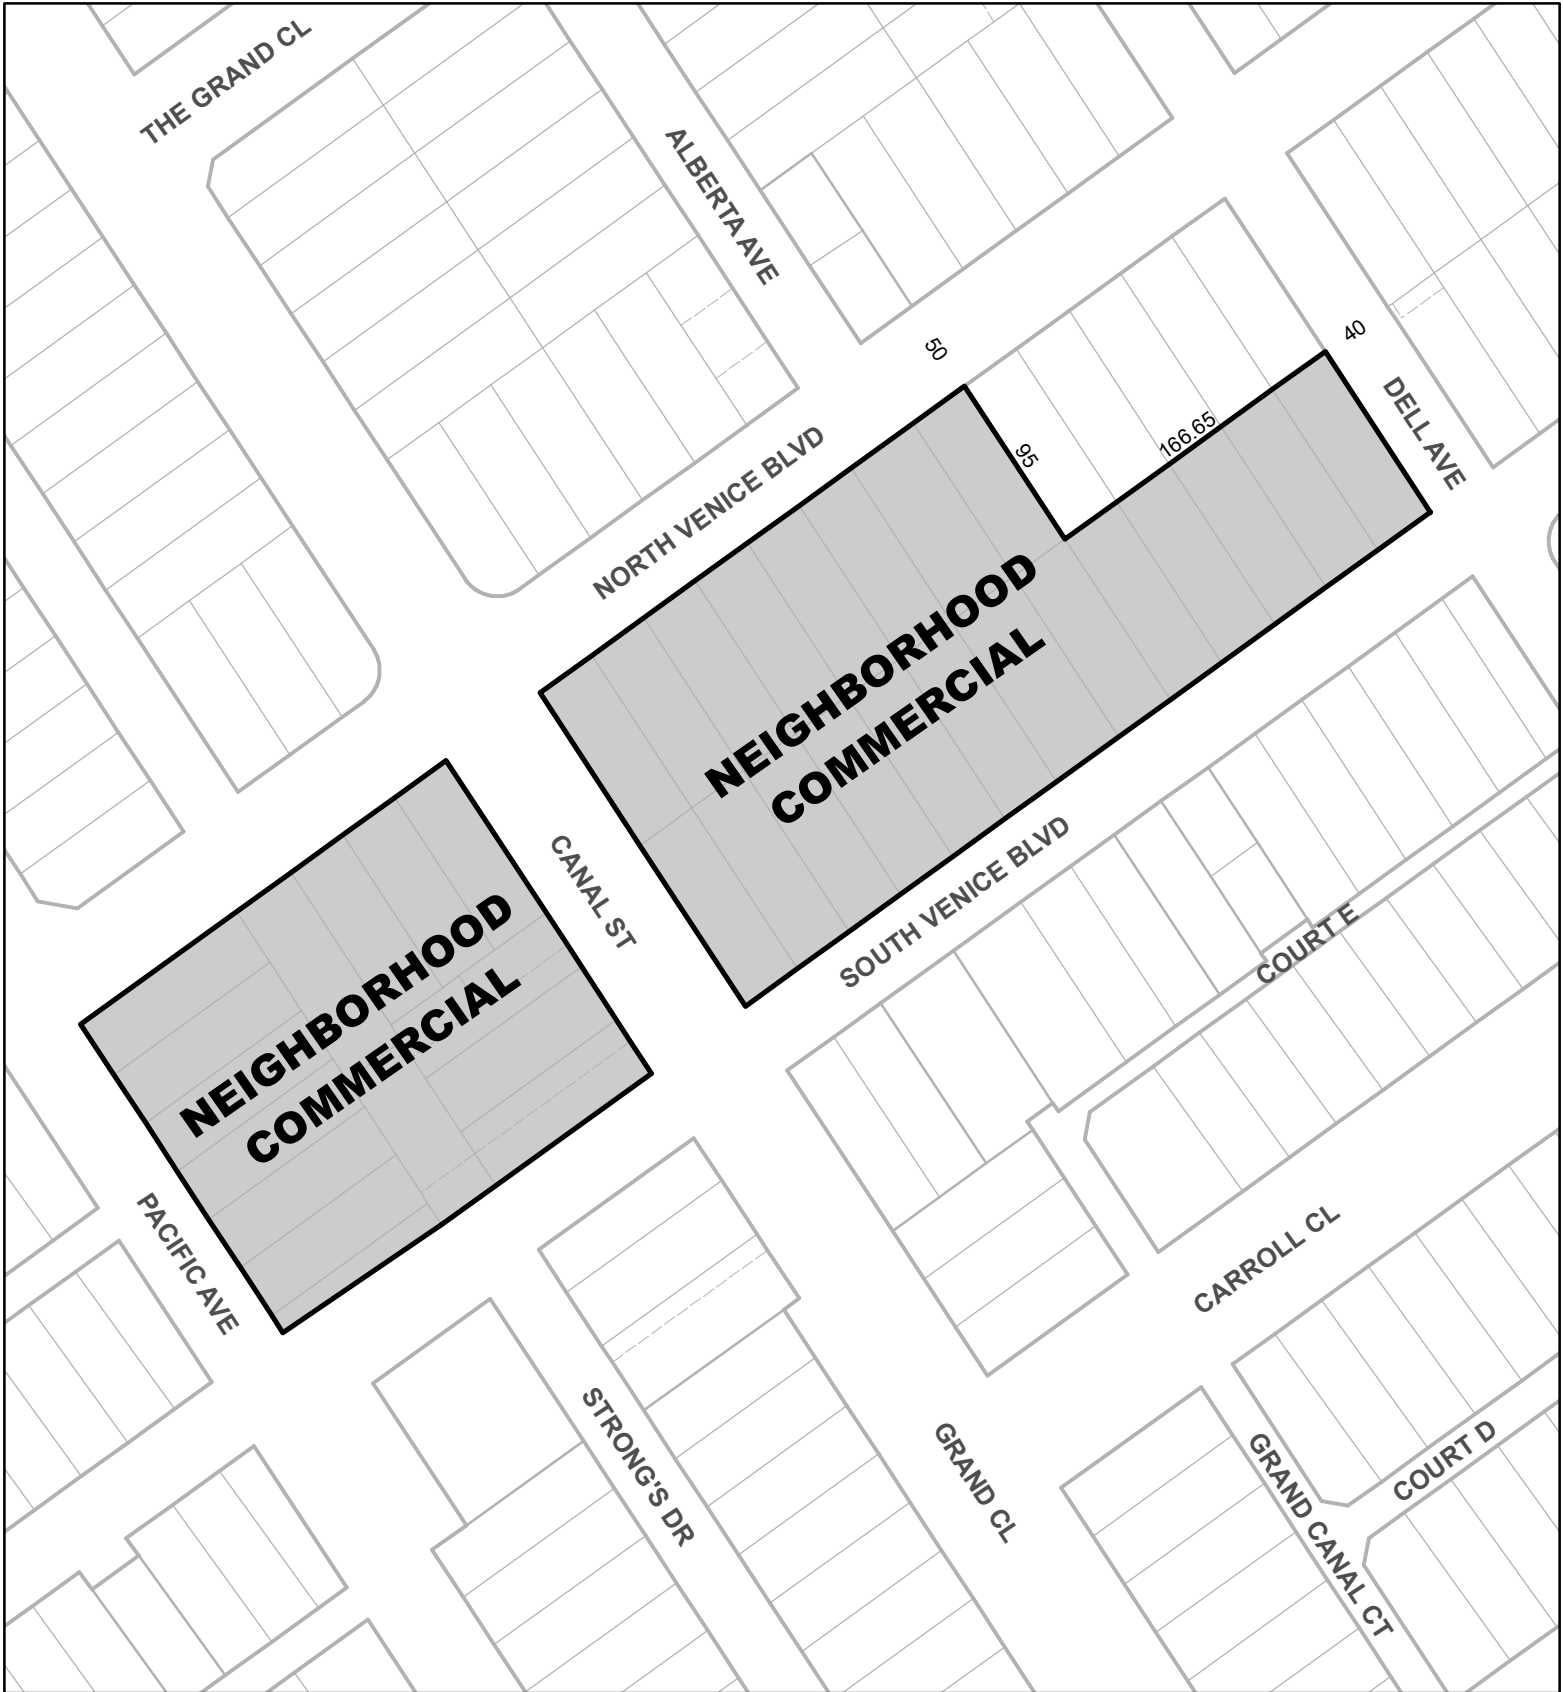 THE GRAND CL
ALBERTA AVE
50
40
DELL AVE
95
166.65
NORTH VENICE BLVD
NEIGHBORHOOD
COMMERCIAL
CANAL ST
SOUTH VENICE BLVD
NEIGHBORHOOD
COMMERCIAL
COURT E
PACIFIC AVE
CARROLL CL
STRONG'S DR
GRAND CL
GRAND CANAL CT
COURT D